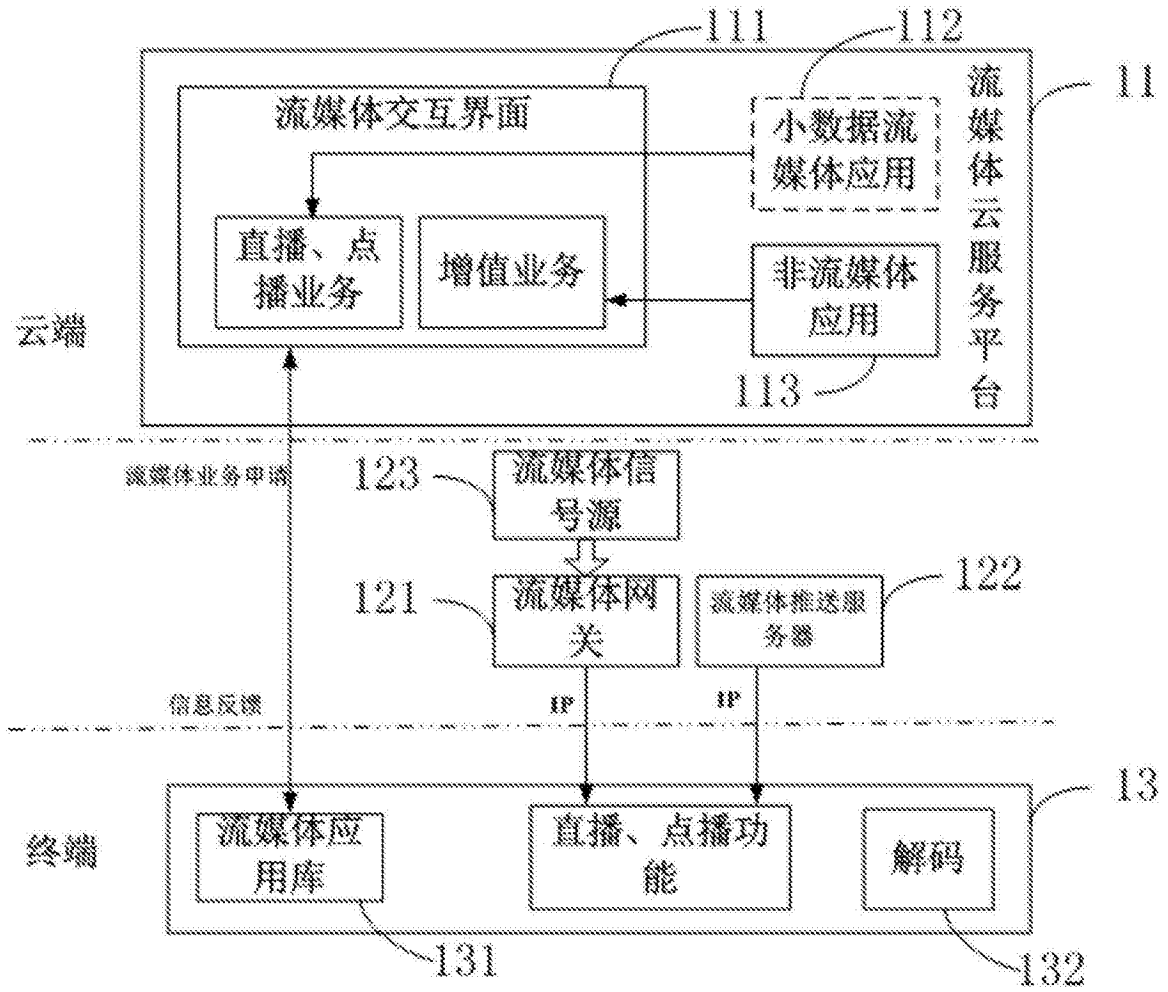 111
112
11
流媒体交互界面
小数据流
媒体应用
流媒体云服务平台
直播、点
播业务
增值业务
非流媒体
应用
113
云端
流媒体业务申请
123
流媒体信
号源
121
流媒体网
关
122
流媒体推送服
务器
信息反馈
IP
IP
13
终端
流媒体应
用库
直播、点播功
能
解码
131
132